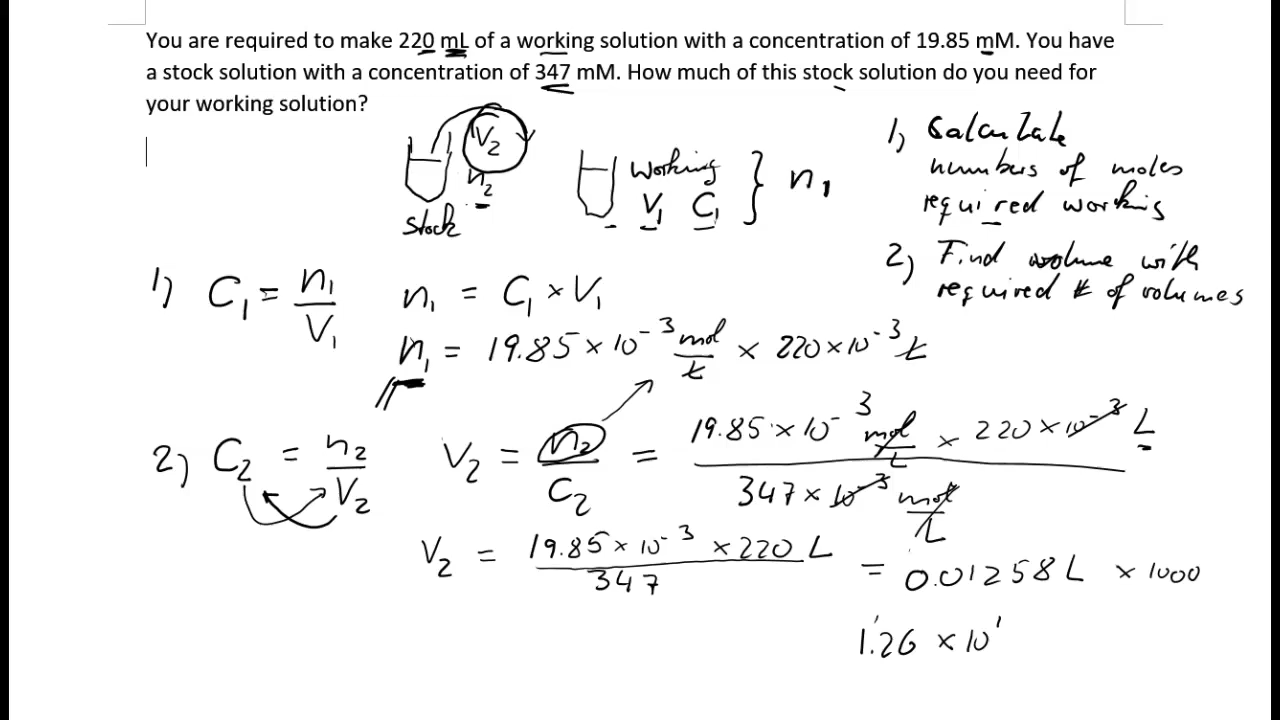 You are required to make 220 mL of a working solution with a concentration of 19.85 mM. You have
a stock solution with a concentration of 347 mM. How much of this stock solution do you need for
your working solution?
V₂
n₂
stock
working
V₁ C₁ } n₁
1) Calculate
numbers of moles
required working
2) Find volume with
required # of volumes
1) C₁ = n₁/V₁ n₁ = C₁ × V₁
n₁ = 19.85 × 10⁻³ mol/L × 220 × 10⁻³ L
2) C₂ = n₂/V₂ V₂ = n₂/C₂ = 19.85 × 10⁻³ mol/L × 220 × 10⁻³ L / 347 × 10⁻³ mol/L
V₂ = 19.85 × 10⁻³ × 220 L / 347 = 0.01258 L × 1000
1.26 × 10¹